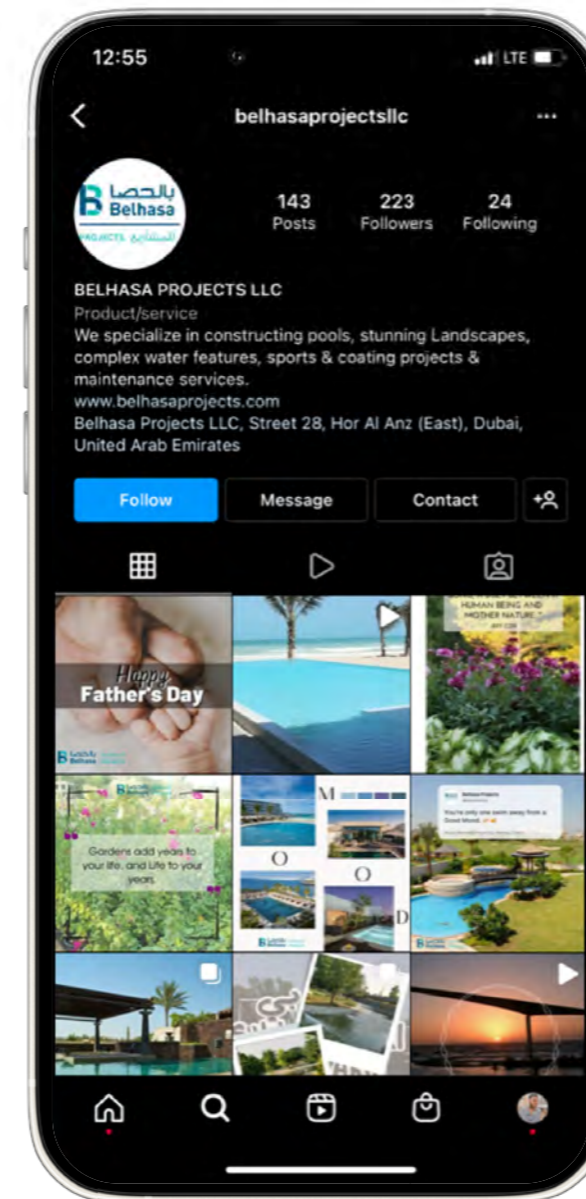 12:55
LTE
belhasaprojectsllc
بالحصا
Belhasa
PROJECTS المشاريع
143
Posts
223
Followers
24
Following
BELHASA PROJECTS LLC
Product/service
We specialize in constructing pools, stunning Landscapes,
complex water features, sports & coating projects &
maintenance services.
www.belhasaprojects.com
Belhasa Projects LLC, Street 28, Hor Al Anz (East), Dubai,
United Arab Emirates
Follow
Message
Contact
Happy
Father's Day
بالحصا
Belhasa
HUMAN BEING AND
MOTHER NATURE."
Gardens add years to
your life, and Life to your
years.
M
O
O
D
Belhasa Projects
You're only one swim away from a
Good Mood.